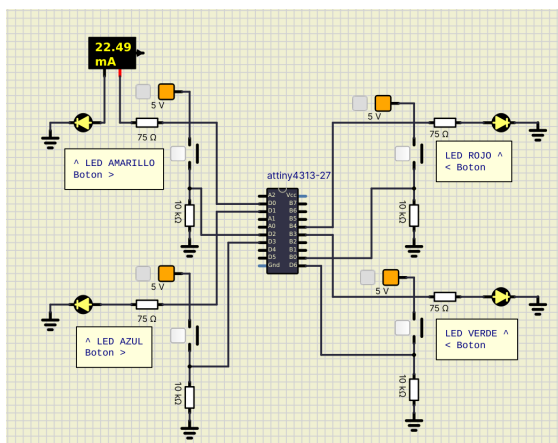 22.49
mA
5 V
75 Ω
^ LED AMARILLO
Boton >
10 kΩ
5 V
75 Ω
LED ROJO ^
< Boton
10 kΩ
attiny4313-27
A2
D0
D1
A1
A0
D2
D3
D4
D5
Gnd
Vcc
B7
B6
B5
B4
B3
B2
B1
B0
D6
5 V
75 Ω
^ LED AZUL
Boton >
10 kΩ
5 V
75 Ω
LED VERDE ^
< Boton
10 kΩ